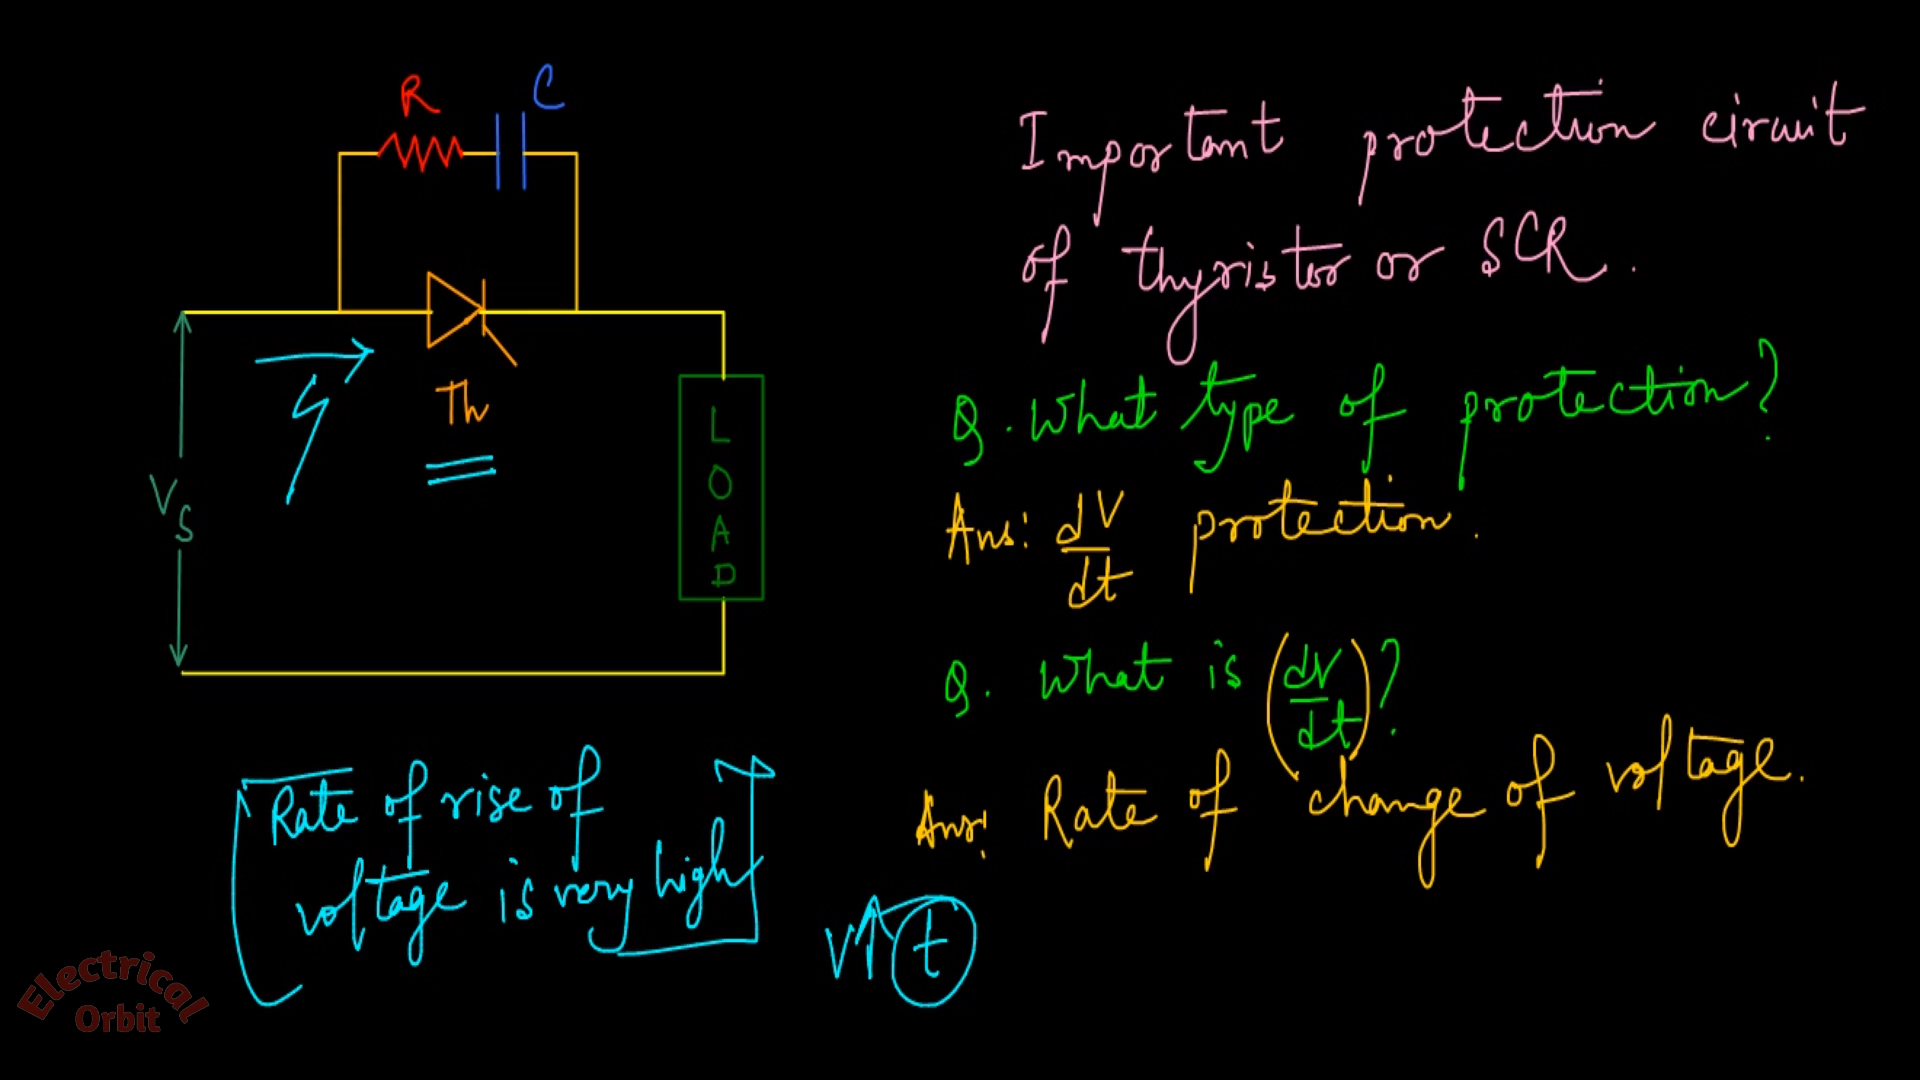 R
C
Th
Vs
LOAD
Rate of rise of
voltage is very high
V↑ t
Important protection circuit
of thyristor or SCR.
Q. What type of protection?
Ans: dV/dt protection.
Q. What is (dV/dt)?
Ans: Rate of change of voltage.
Electrical
Orbit